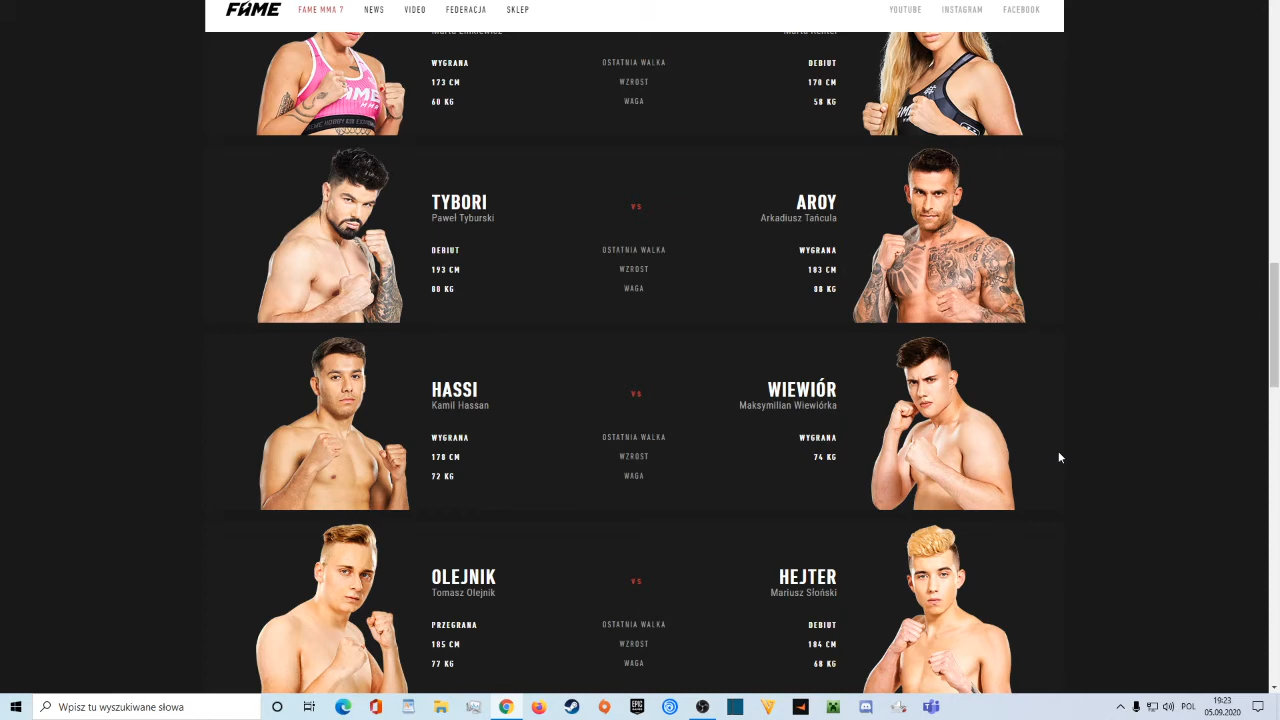 FAME FAME MMA 7 NEWS VIDEO FEDERACJA SKLEP YOUTUBE INSTAGRAM FACEBOOK
WYGRANA OSTATNIA WALKA DEBIUT
173 CM WZROST 170 CM
60 KG WAGA 58 KG
TYBORI VS AROY
Paweł Tyburski Arkadiusz Tańcula
DEBIUT OSTATNIA WALKA WYGRANA
193 CM WZROST 183 CM
88 KG WAGA 88 KG
HASSI VS WIEWIÓR
Kamil Hassan Maksymilian Wiewiórka
WYGRANA OSTATNIA WALKA WYGRANA
178 CM WZROST 74 KG
72 KG WAGA
OLEJNIK VS HEJTER
Tomasz Olejnik Mariusz Słoński
PRZEGRANA OSTATNIA WALKA DEBIUT
185 CM WZROST 184 CM
77 KG WAGA 68 KG
Wpisz tu wyszukiwane słowa
EPIC GAMES
POL
19:23
05.09.2020